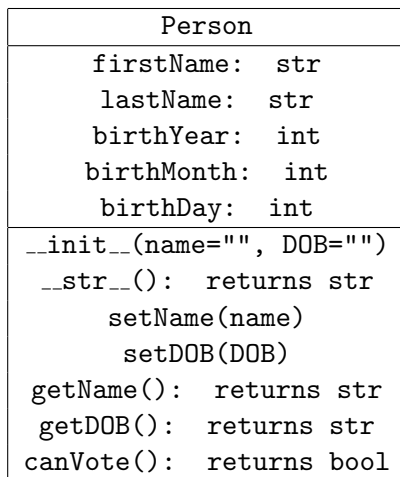 Person
firstName: str
lastName: str
birthYear: int
birthMonth: int
birthDay: int
__init__(name="", DOB="")
__str__(): returns str
setName(name)
setDOB(DOB)
getName(): returns str
getDOB(): returns str
canVote(): returns bool